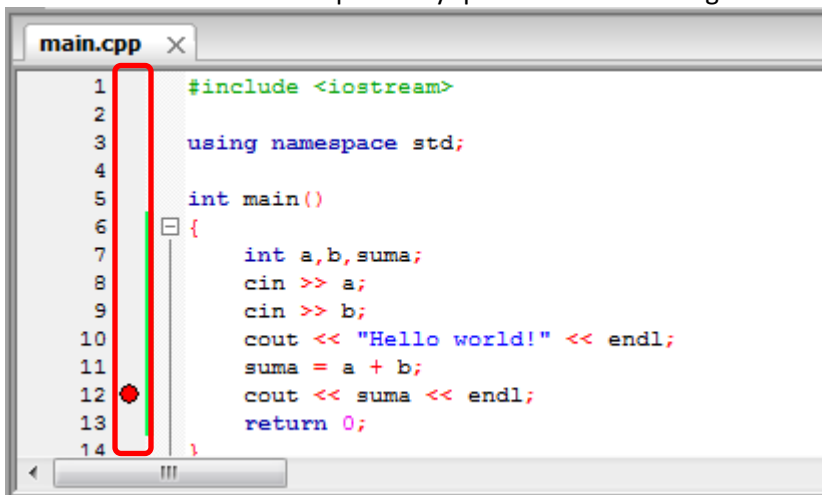 main.cpp
1 #include <iostream>
2
3 using namespace std;
4
5 int main()
6 {
7 int a,b,suma;
8 cin >> a;
9 cin >> b;
10 cout << "Hello world!" << endl;
11 suma = a + b;
12 cout << suma << endl;
13 return 0;
14 }